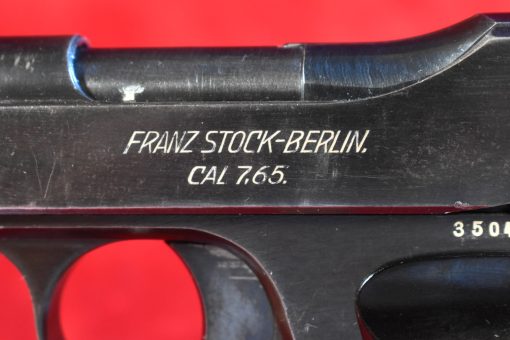 FRANZ STOCK-BERLIN.
CAL 7.65.
3504